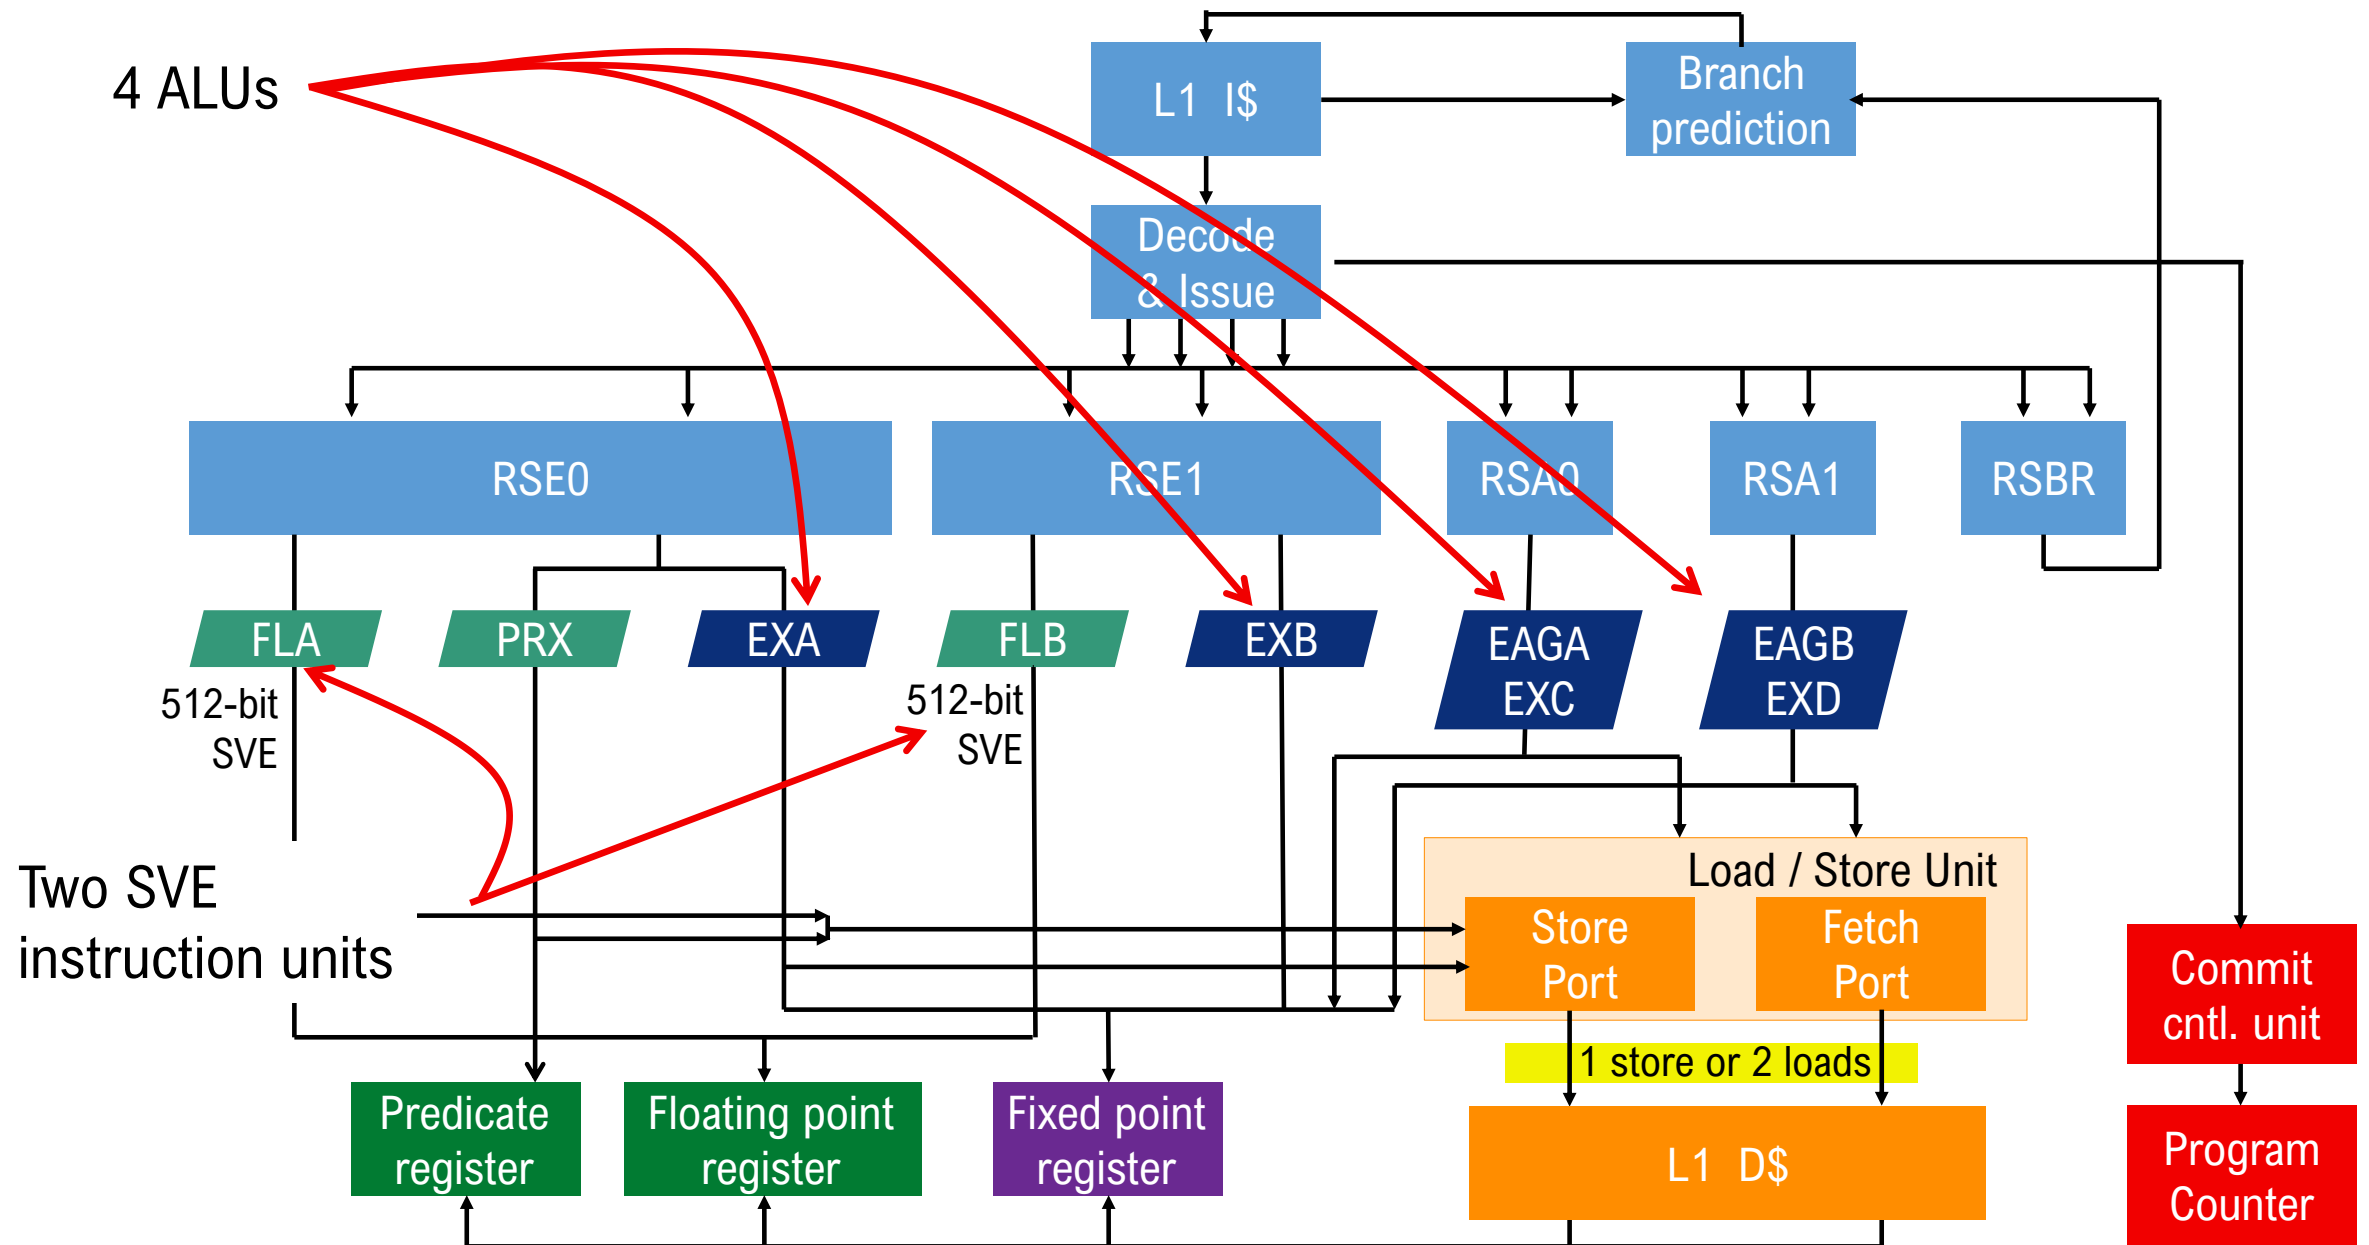 4 ALUs
L1 I$
Branch
prediction
Decode
& Issue
RSE0
RSE1
RSA0
RSA1
RSBR
FLA
PRX
EXA
FLB
EXB
EAGA
EXC
EAGB
EXD
512-bit
SVE
512-bit
SVE
Two SVE
instruction units
Load / Store Unit
Store
Port
Fetch
Port
Commit
cntl. unit
1 store or 2 loads
Predicate
register
Floating point
register
Fixed point
register
L1 D$
Program
Counter